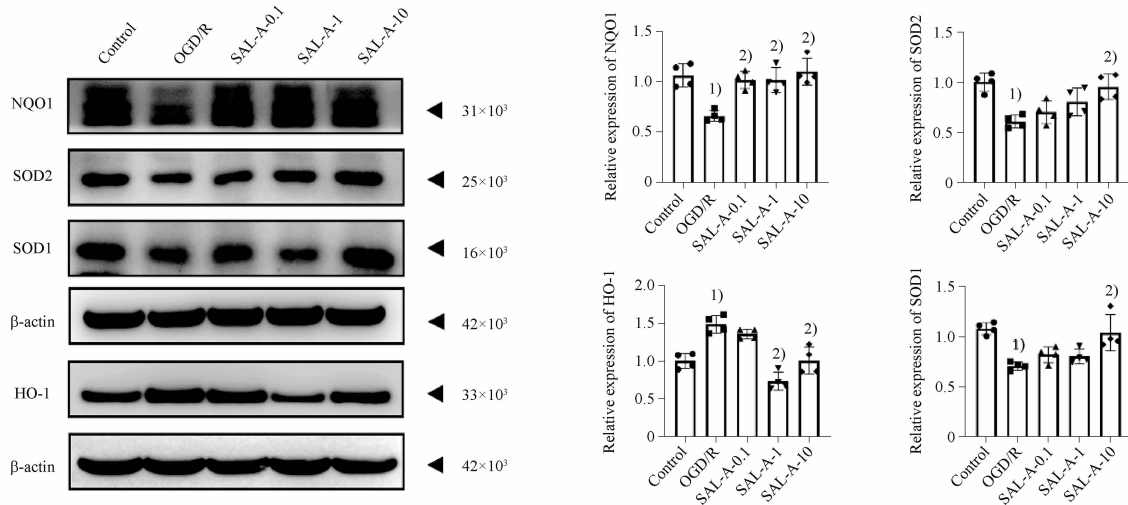 Control
OGD/R
SAL-A-0.1
SAL-A-1
SAL-A-10
NQO1
31×10³
SOD2
25×10³
SOD1
16×10³
β-actin
42×10³
HO-1
33×10³
β-actin
42×10³
Relative expression of NQO1
1.5
1.0
0.5
0
1)
2)
2)
2)
Control
OGD/R
SAL-A-0.1
SAL-A-1
SAL-A-10
Relative expression of SOD2
1.5
1.0
0.5
0
1)
2)
Control
OGD/R
SAL-A-0.1
SAL-A-1
SAL-A-10
Relative expression of HO-1
2.0
1.5
1.0
0.5
0
1)
2)
2)
Control
OGD/R
SAL-A-0.1
SAL-A-1
SAL-A-10
Relative expression of SOD1
1.5
1.0
0.5
0
1)
2)
Control
OGD/R
SAL-A-0.1
SAL-A-1
SAL-A-10